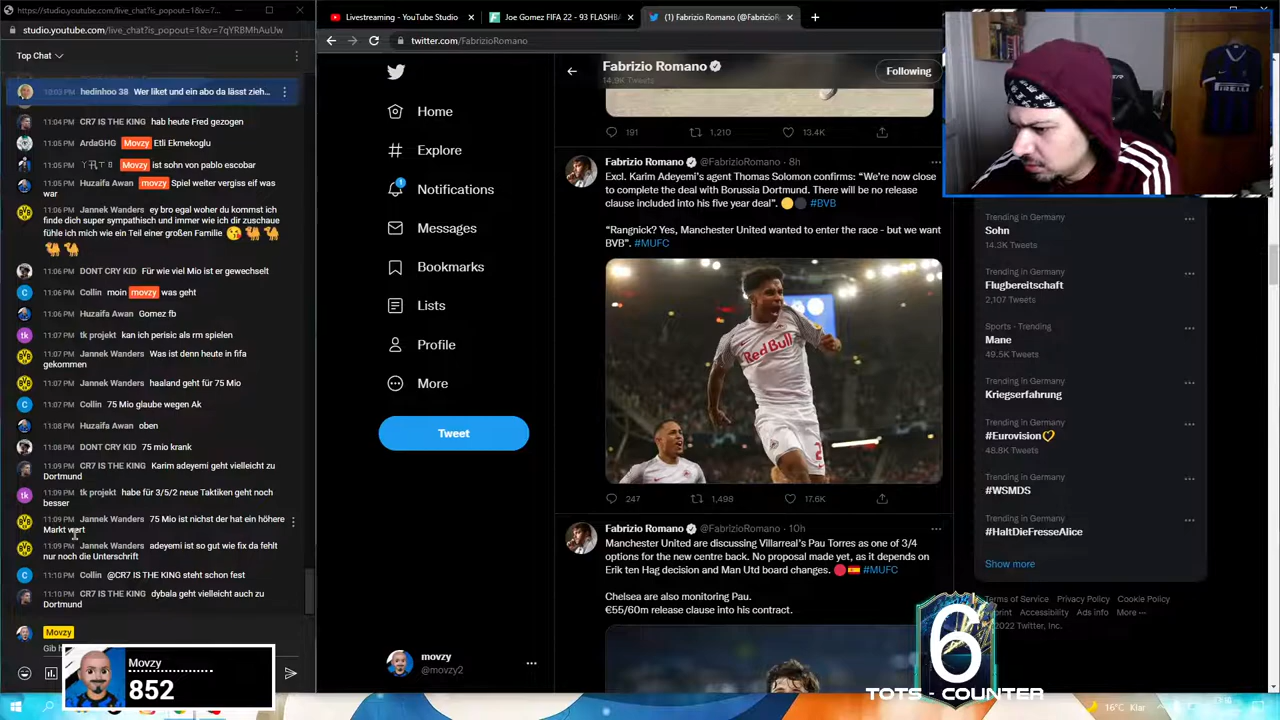 studio.youtube.com/live_chat?is_popout=1&v=7...
studio.youtube.com/live_chat?is_popout=1&v=7qYRBMhAuUw
Top Chat
10:03 PM hedinhoo 38 Wer liket und ein abo da lässt zieh...
11:04 PM CR7 IS THE KING hab heute Fred gezogen
11:05 PM ArdaGHG Movzy Etli Ekmekoglu
11:05 PM Movzy ist sohn von pablo escobar
11:05 PM Huzaifa Awan movzy Spiel weiter vergiss eif was
war
11:06 PM Jannek Wanders ey bro egal woher du kommst ich
finde dich super sympathisch und immer wie ich dir zuschaue
fühle ich mich wie ein Teil einer großen Familie 😘 🐫 🐫
🐫 🐫
11:06 PM DONT CRY KID Für wie viel Mio ist er gewechselt
11:06 PM Collin moin movzy was geht
11:06 PM Huzaifa Awan Gomez fb
11:07 PM tk projekt kan ich perisic als rm spielen
11:07 PM Jannek Wanders Was ist denn heute in fifa
gekommen
11:07 PM Jannek Wanders haaland geht für 75 Mio
11:07 PM Collin 75 Mio glaube wegen Ak
11:08 PM Huzaifa Awan oben
11:08 PM DONT CRY KID 75 mio krank
11:09 PM CR7 IS THE KING Karim adeyemi geht vielleicht zu
Dortmund
11:09 PM tk projekt habe für 3/5/2 neue Taktiken geht noch
besser
11:09 PM Jannek Wanders 75 Mio ist nichst der hat ein höhere
Markt wert
11:09 PM Jannek Wanders adeyemi ist so gut wie fix da fehlt
nur noch die Unterschrift
11:10 PM Collin @CR7 IS THE KING steht schon fest
11:10 PM CR7 IS THE KING dybala geht vielleicht auch zu
Dortmund
Movzy
Gib
Movzy
852
Livestreaming - YouTube Studio
Joe Gomez FIFA 22 - 93 FLASHBA
(1) Fabrizio Romano (@FabrizioR
twitter.com/FabrizioRomano
Home
Explore
1
Notifications
Messages
Bookmarks
Lists
Profile
More
Tweet
movzy
@movzy2
Fabrizio Romano
14.9K Tweets
Following
191 1,210 13.4K
Fabrizio Romano @FabrizioRomano · 8h
Excl. Karim Adeyemi's agent Thomas Solomon confirms: “We're now close
to complete the deal with Borussia Dortmund. There will be no release
clause included into his five year deal”. 🟡⚫ #BVB
“Rangnick? Yes, Manchester United wanted to enter the race - but we want
BVB”. #MUFC
Red Bull
247 1,498 17.6K
Fabrizio Romano @FabrizioRomano · 10h
Manchester United are discussing Villarreal's Pau Torres as one of 3/4
options for the new centre back. No proposal made yet, as it depends on
Erik ten Hag decision and Man Utd board changes. 🔴🇪🇸 #MUFC
Chelsea are also monitoring Pau.
€55/60m release clause into his contract.
Trending in Germany
Sohn
14.3K Tweets
Trending in Germany
Flugbereitschaft
2,107 Tweets
Sports · Trending
Mane
49.5K Tweets
Trending in Germany
Kriegserfahrung
Trending in Germany
#Eurovision💛
48.8K Tweets
Trending in Germany
#WSMDS
Trending in Germany
#HaltDieFresseAlice
Show more
Terms of Service Privacy Policy Cookie Policy
Imprint Accessibility Ads info More ···
© 2022 Twitter, Inc.
6
TOTS - COUNTER
16°C Klar